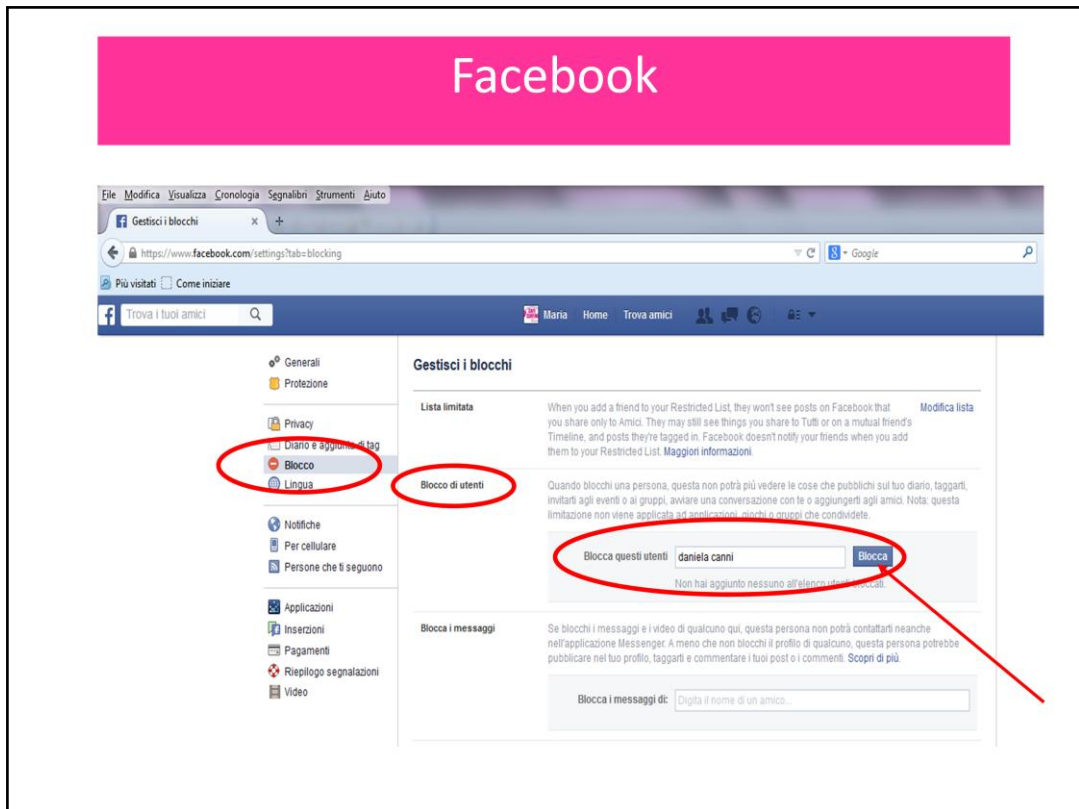 Facebook
File Modifica Visualizza Cronologia Segnalibri Strumenti Aiuto
Gestisci i blocchi x +
https://www.facebook.com/settings?tab=blocking
Google
Più visitati Come iniziare
Trova i tuoi amici
Maria Home Trova amici
Generali
Protezione
Privacy
Diario e aggiunta di tag
Blocco
Lingua
Notifiche
Per cellulare
Persone che ti seguono
Applicazioni
Inserzioni
Pagamenti
Riepilogo segnalazioni
Video
Gestisci i blocchi
Lista limitata
When you add a friend to your Restricted List, they won't see posts on Facebook that
you share only to Amici. They may still see things you share to Tutti or on a mutual friend's
Timeline, and posts they're tagged in. Facebook doesn't notify your friends when you add
them to your Restricted List. Maggiori informazioni.
Modifica lista
Blocco di utenti
Quando blocchi una persona, questa non potrà più vedere le cose che pubblichi sul tuo diario, taggarti,
invitarti agli eventi o ai gruppi, avviare una conversazione con te o aggiungerti agli amici. Nota: questa
limitazione non viene applicata ad applicazioni, giochi o gruppi che condividete.
Blocca questi utenti daniela canni Blocca
Non hai aggiunto nessuno all'elenco utenti bloccati.
Blocca i messaggi
Se blocchi i messaggi e i video di qualcuno qui, questa persona non potrà contattarti neanche
nell'applicazione Messenger. A meno che non blocchi il profilo di qualcuno, questa persona potrebbe
pubblicare nel tuo profilo, taggarti e commentare i tuoi post o i commenti. Scopri di più.
Blocca i messaggi di: Digita il nome di un amico...